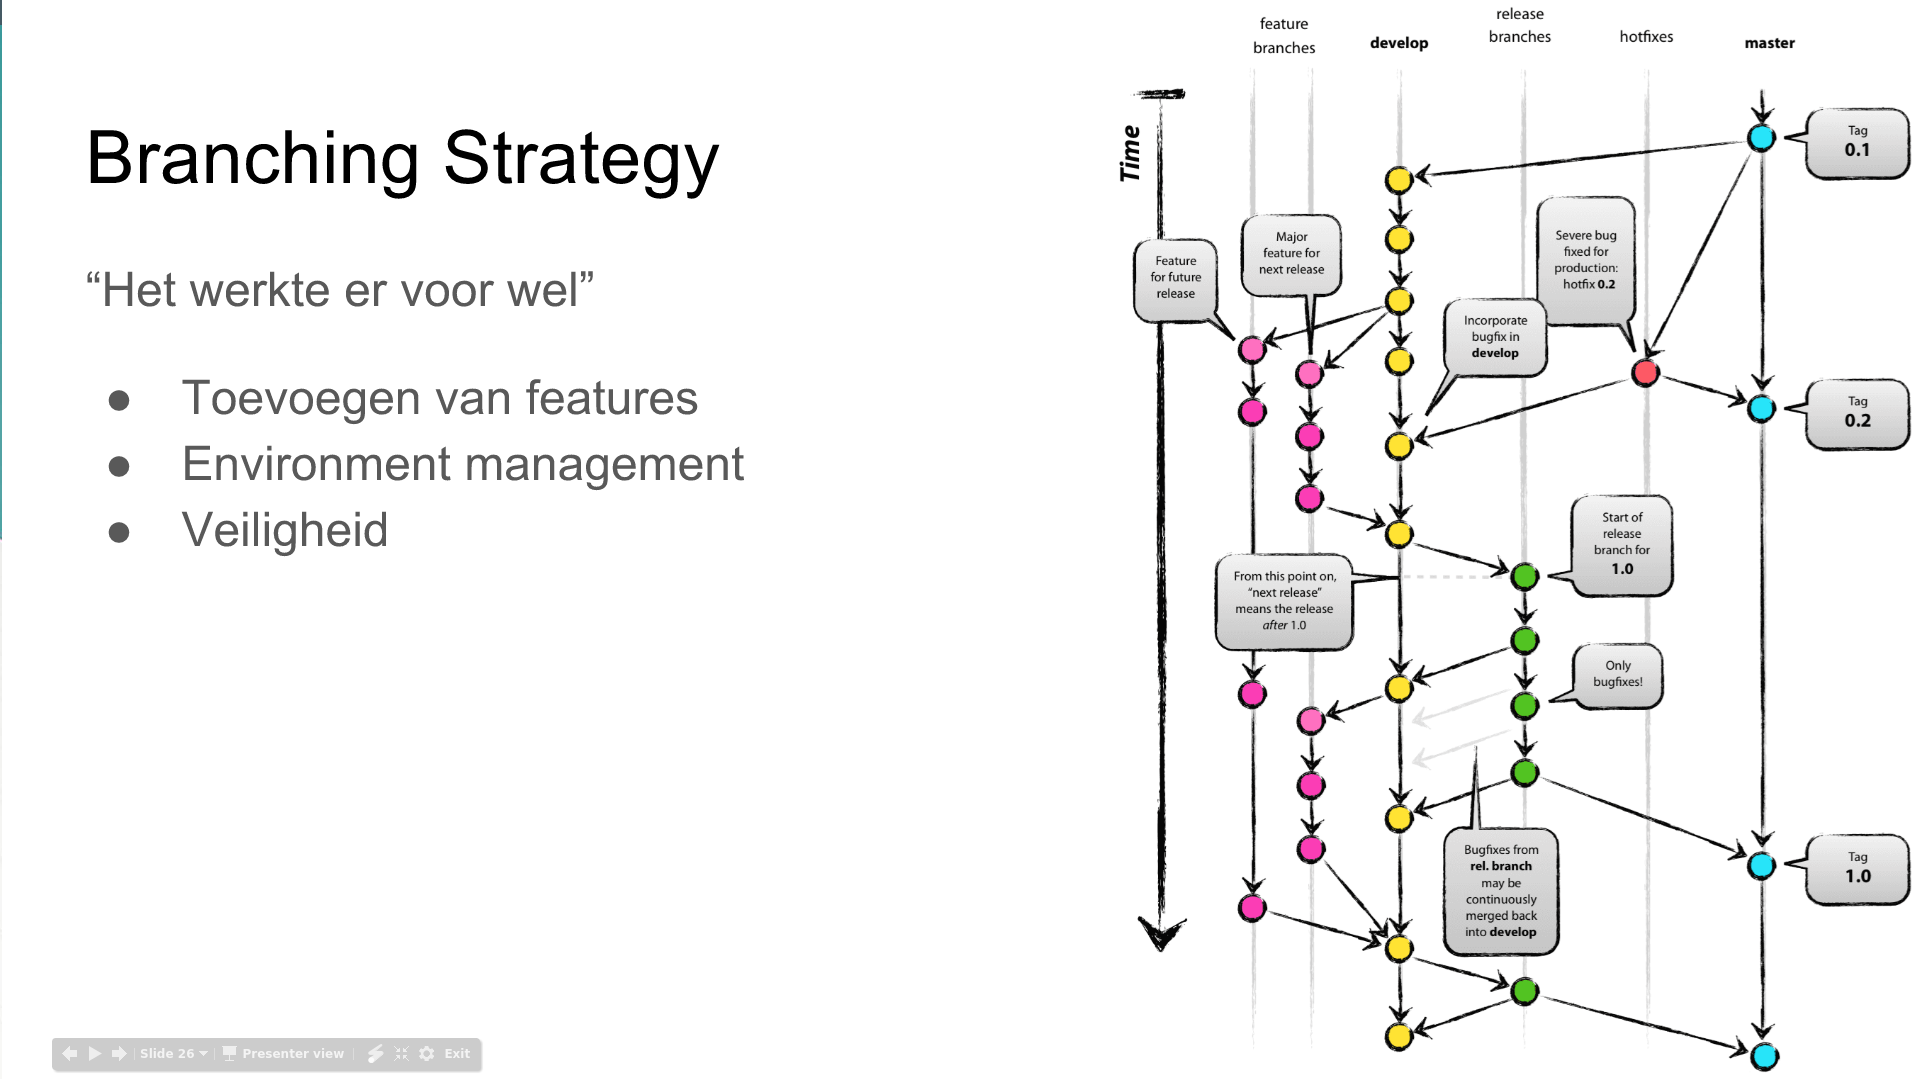 Branching Strategy
“Het werkte er voor wel”
● Toevoegen van features
● Environment management
● Veiligheid
feature
branches
develop
release
branches
hotfixes
master
Time
Tag
0.1
Feature
for future
release
Major
feature for
next release
Severe bug
fixed for
production:
hotfix 0.2
Incorporate
bugfix in
develop
Tag
0.2
Start of
release
branch for
1.0
From this point on,
“next release”
means the release
after 1.0
Only
bugfixes!
Bugfixes from
rel. branch
may be
continuously
merged back
into develop
Tag
1.0
Slide 26
Presenter view
Exit